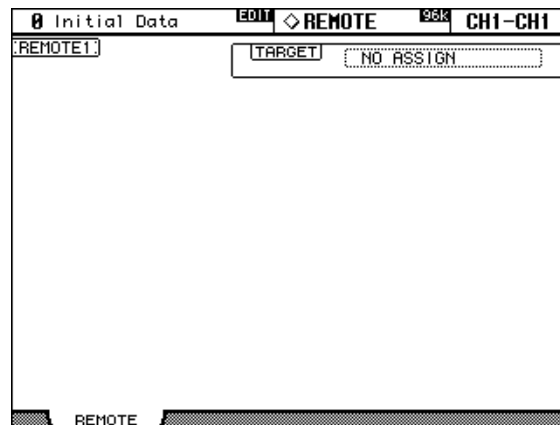 0 Initial Data EDIT ◇REMOTE 96k CH1-CH1
REMOTE1
TARGET NO ASSIGN
REMOTE